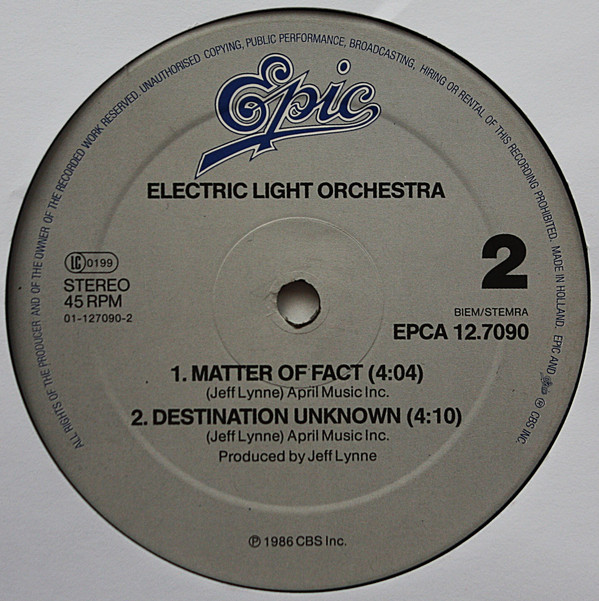 ALL RIGHTS OF THE PRODUCER AND OF THE OWNER OF THE RECORDED WORK RESERVED. UNAUTHORISED COPYING, PUBLIC PERFORMANCE, BROADCASTING, HIRING OR RENTAL OF THIS RECORDING PROHIBITED. MADE IN HOLLAND. EPIC AND Epic ® CBS INC.
Epic
ELECTRIC LIGHT ORCHESTRA
LC 0199
STEREO
45 RPM
01-127090-2
2
BIEM/STEMRA
EPCA 12.7090
1. MATTER OF FACT (4:04)
(Jeff Lynne) April Music Inc.
2. DESTINATION UNKNOWN (4:10)
(Jeff Lynne) April Music Inc.
Produced by Jeff Lynne
℗ 1986 CBS Inc.